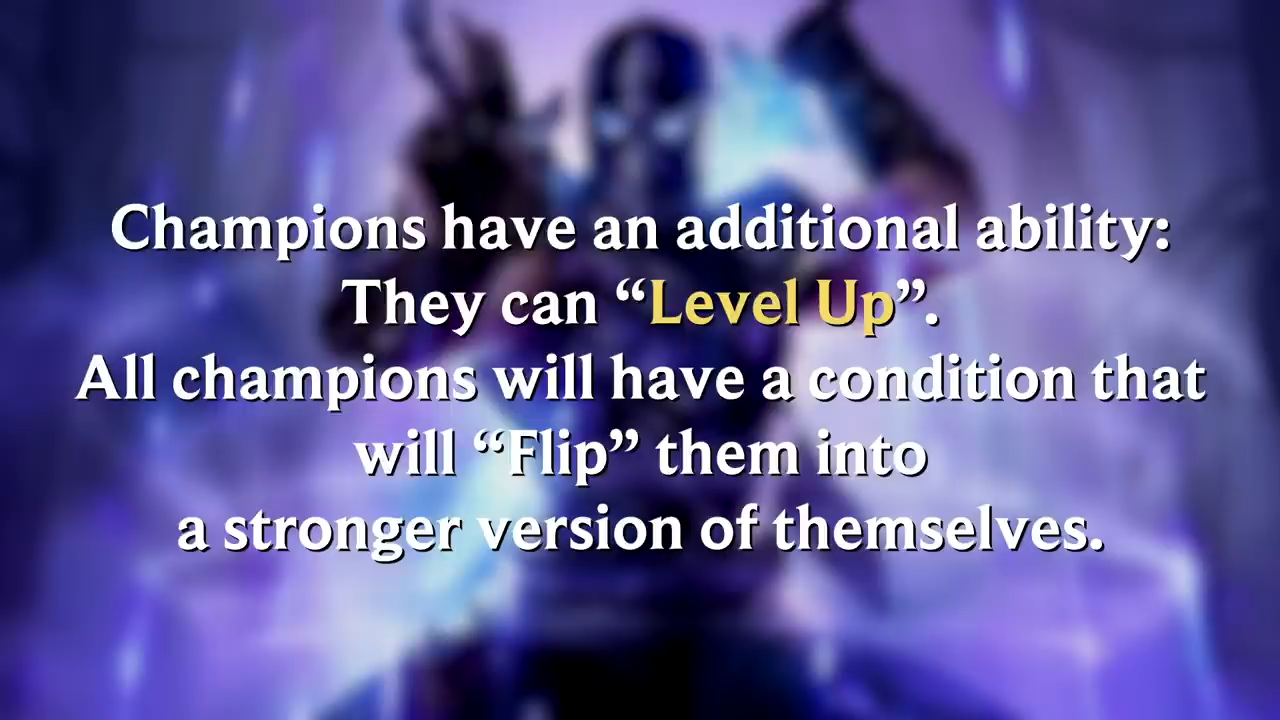 Champions have an additional ability:
They can “Level Up”.
All champions will have a condition that
will “Flip” them into
a stronger version of themselves.